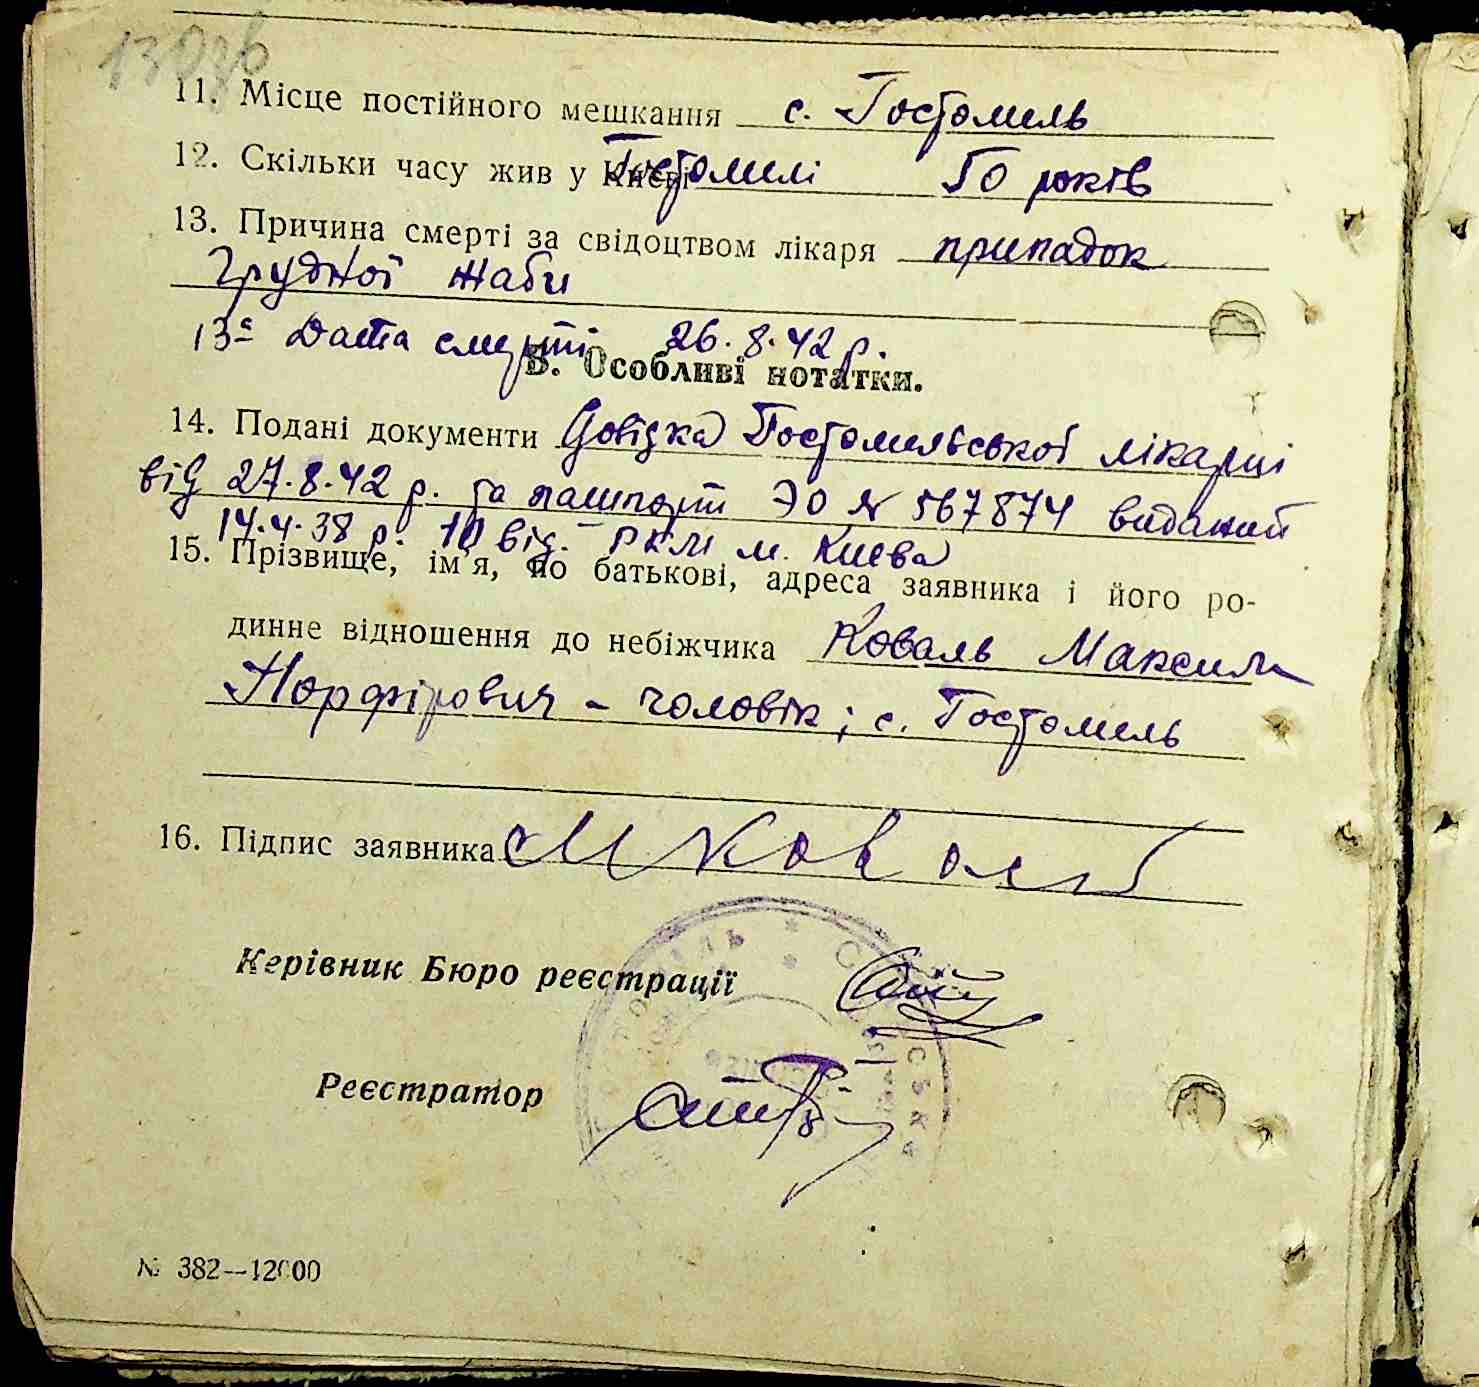 130зв
11. Місце постійного мешкання с. Гостомель
12. Скільки часу жив у Києві Гостомелі 50 років
13. Причина смерті за свідоцтвом лікаря припадок
грудної жаби
13а Дата смерті 26.8.42 р.
В. Особливі нотатки.
14. Подані документи Довідка Гостомельської лікарні
від 27.8.42 р. та пашпорт ЭО № 567874 виданий
14.4.38 р. 10 від. РКМ м. Києва
15. Прізвище, ім'я, по батькові, адреса заявника і його ро-
динне відношення до небіжчика Коваль Максим
Порфірович - чоловік; с. Гостомель
16. Підпис заявника МКоваль
Керівник Бюро реєстрації
Реєстратор
№ 382—12000